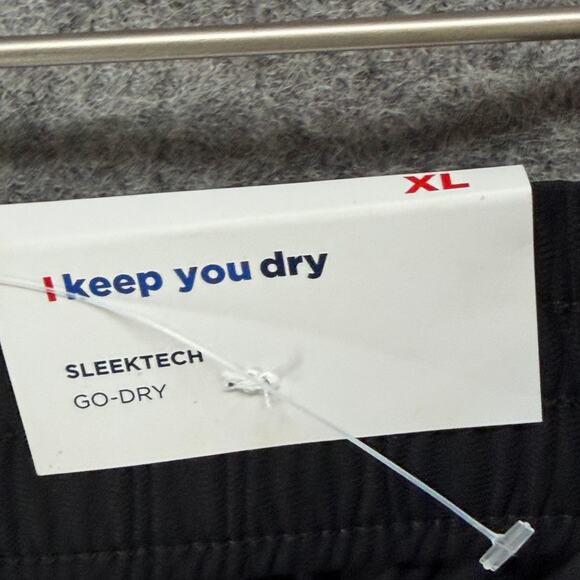 XL
I keep you dry
SLEEKTECH
GO-DRY